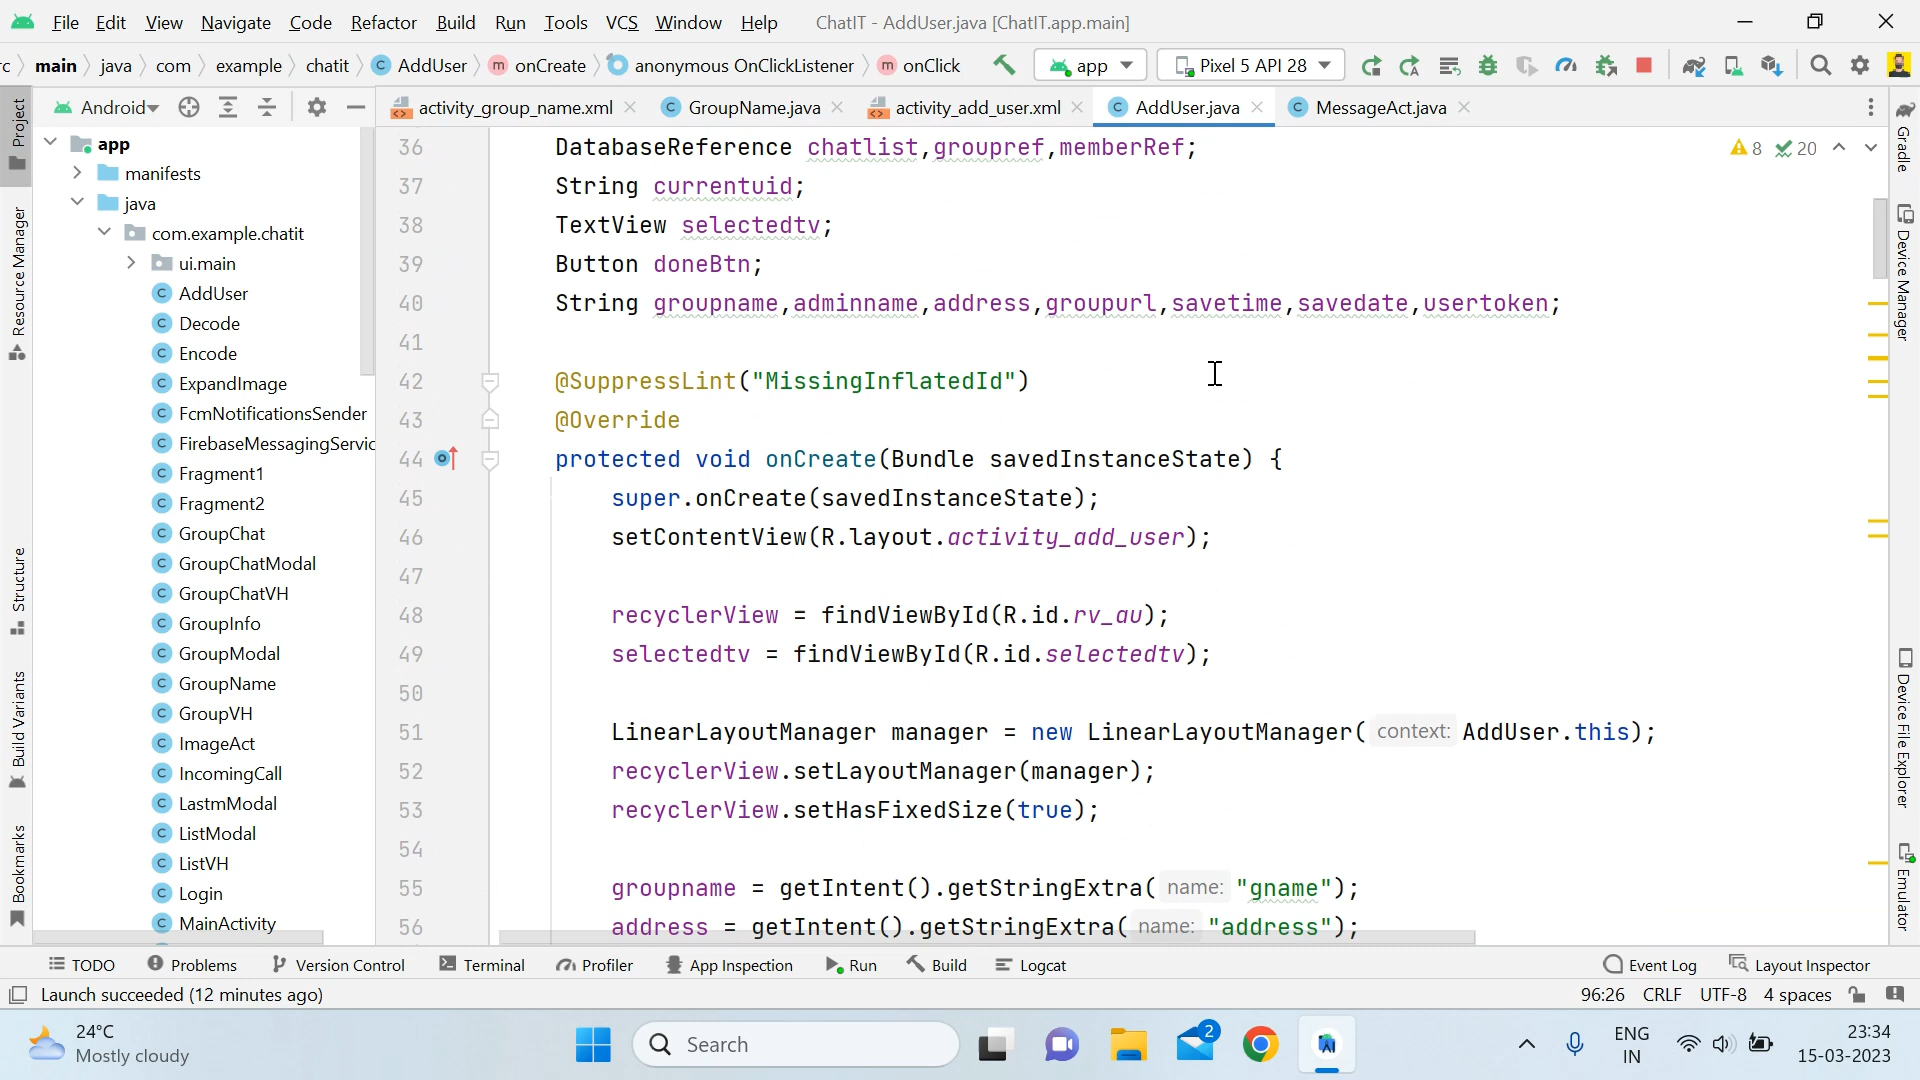 File Edit View Navigate Code Refactor Build Run Tools VCS Window Help ChatIT - AddUser.java [ChatIT.app.main]
main java com example chatit AddUser onCreate anonymous OnClickListener onClick app Pixel 5 API 28
Android activity_group_name.xml GroupName.java activity_add_user.xml AddUser.java MessageAct.java
Project
Resource Manager
Structure
Build Variants
Bookmarks
app
manifests
java
com.example.chatit
ui.main
AddUser
Decode
Encode
ExpandImage
FcmNotificationsSender
FirebaseMessagingServic
Fragment1
Fragment2
GroupChat
GroupChatModal
GroupChatVH
GroupInfo
GroupModal
GroupName
GroupVH
ImageAct
IncomingCall
LastmModal
ListModal
ListVH
Login
MainActivity
8 20
36 DatabaseReference chatlist,groupref,memberRef;
37 String currentuid;
38 TextView selectedtv;
39 Button doneBtn;
40 String groupname,adminname,address,groupurl,savetime,savedate,usertoken;
41
42 @SuppressLint("MissingInflatedId")
43 @Override
44 protected void onCreate(Bundle savedInstanceState) {
45 super.onCreate(savedInstanceState);
46 setContentView(R.layout.activity_add_user);
47
48 recyclerView = findViewById(R.id.rv_au);
49 selectedtv = findViewById(R.id.selectedtv);
50
51 LinearLayoutManager manager = new LinearLayoutManager( context: AddUser.this);
52 recyclerView.setLayoutManager(manager);
53 recyclerView.setHasFixedSize(true);
54
55 groupname = getIntent().getStringExtra( name: "gname");
56 address = getIntent().getStringExtra( name: "address");
Gradle
Device Manager
Device File Explorer
Emulator
TODO Problems Version Control Terminal Profiler App Inspection Run Build Logcat Event Log Layout Inspector
Launch succeeded (12 minutes ago) 96:26 CRLF UTF-8 4 spaces
24°C
Mostly cloudy
Search
2
ENG
IN
23:34
15-03-2023